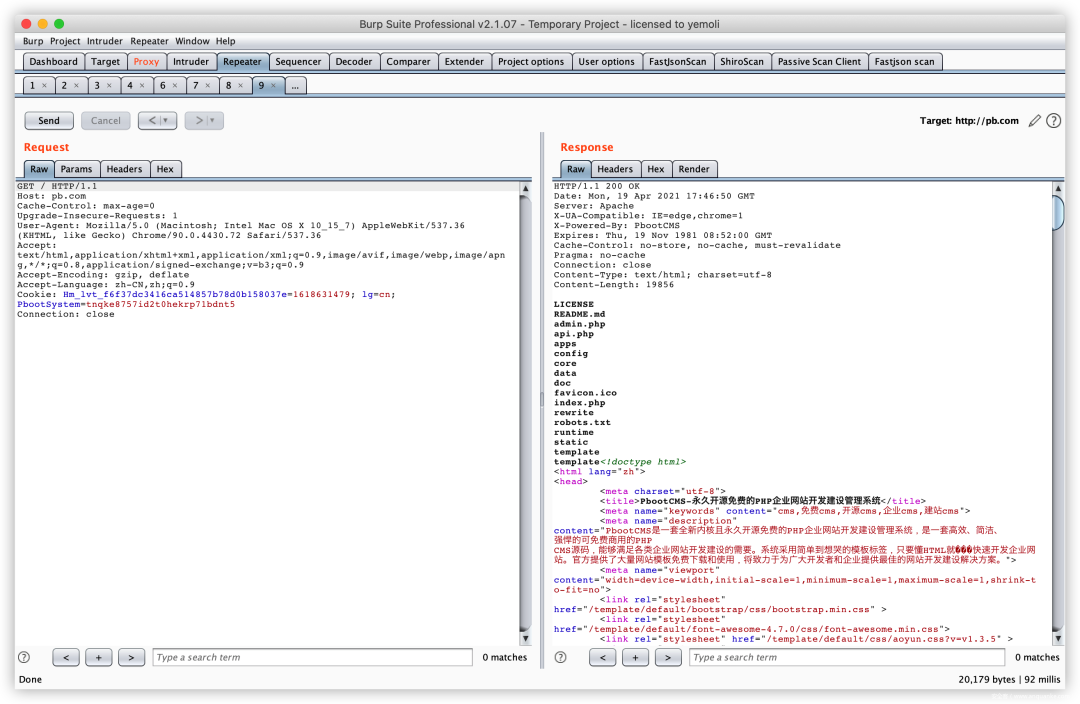 Burp Suite Professional v2.1.07 - Temporary Project - licensed to yemoli
Burp Project Intruder Repeater Window Help
Dashboard Target Proxy Intruder Repeater Sequencer Decoder Comparer Extender Project options User options FastJsonScan ShiroScan Passive Scan Client Fastjson scan
1 × 2 × 3 × 4 × 6 × 7 × 8 × 9 × ...
Send Cancel < | ▼ > | ▼ Target: http://pb.com ?
Request
Raw Params Headers Hex
GET / HTTP/1.1
Host: pb.com
Cache-Control: max-age=0
Upgrade-Insecure-Requests: 1
User-Agent: Mozilla/5.0 (Macintosh; Intel Mac OS X 10_15_7) AppleWebKit/537.36
(KHTML, like Gecko) Chrome/90.0.4430.72 Safari/537.36
Accept:
text/html,application/xhtml+xml,application/xml;q=0.9,image/avif,image/webp,image/apn
g,*/*;q=0.8,application/signed-exchange;v=b3;q=0.9
Accept-Encoding: gzip, deflate
Accept-Language: zh-CN,zh;q=0.9
Cookie: Hm_lvt_f6f37dc3416ca514857b78d0b158037e=1618631479; lg=cn;
PbootSystem=tnqke8757id2t0hekrp71bdnt5
Connection: close
? < + > Type a search term 0 matches
Response
Raw Headers Hex Render
HTTP/1.1 200 OK
Date: Mon, 19 Apr 2021 17:46:50 GMT
Server: Apache
X-UA-Compatible: IE=edge,chrome=1
X-Powered-By: PbootCMS
Expires: Thu, 19 Nov 1981 08:52:00 GMT
Cache-Control: no-store, no-cache, must-revalidate
Pragma: no-cache
Connection: close
Content-Type: text/html; charset=utf-8
Content-Length: 19856
LICENSE
README.md
admin.php
api.php
apps
config
core
data
doc
favicon.ico
index.php
rewrite
robots.txt
runtime
static
template
template<!doctype html>
<html lang="zh">
<head>
<meta charset="utf-8">
<title>PbootCMS-永久开源免费的PHP企业网站开发建设管理系统</title>
<meta name="keywords" content="cms,免费cms,开源cms,企业cms,建站cms">
<meta name="description"
content="PbootCMS是一套全新内核且永久开源免费的PHP企业网站开发建设管理系统，是一套高效、简洁、
强悍的可免费商用的PHP
CMS源码，能够满足各类企业网站开发建设的需要。系统采用简单到想哭的模板标签，只要懂HTML就���快速开发企业网
站。官方提供了大量网站模板免费下载和使用，将致力于为广大开发者和企业提供最佳的网站开发建设解决方案。">
<meta name="viewport"
content="width=device-width,initial-scale=1,minimum-scale=1,maximum-scale=1,shrink-t
o-fit=no">
<link rel="stylesheet"
href="/template/default/bootstrap/css/bootstrap.min.css" >
<link rel="stylesheet"
href="/template/default/font-awesome-4.7.0/css/font-awesome.min.css">
<link rel="stylesheet" href="/template/default/css/aoyun.css?v=v1.3.5" >
? < + > Type a search term 0 matches
Done 20,179 bytes | 92 millis